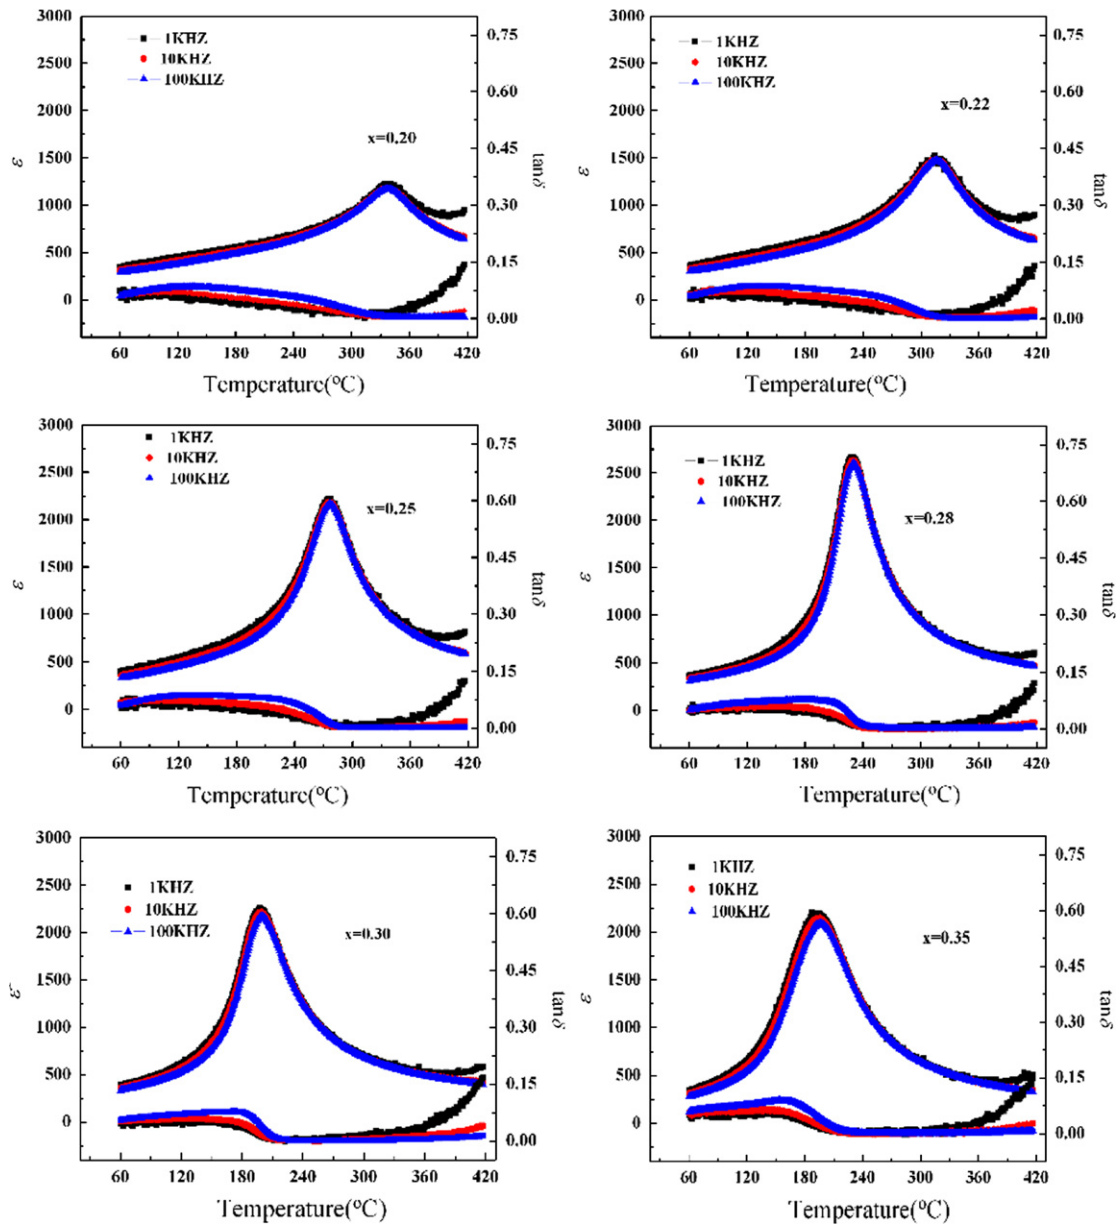 3000
2500
2000
1500
1000
500
0
ε
0.75
0.60
0.45
0.30
0.15
0.00
tanδ
1KHZ
10KHZ
100KHZ
x=0.20
60 120 180 240 300 360 420
Temperature(°C)
3000
2500
2000
1500
1000
500
0
ε
0.75
0.60
0.45
0.30
0.15
0.00
tanδ
1KHZ
10KHZ
100KHZ
x=0.22
60 120 180 240 300 360 420
Temperature(°C)
3000
2500
2000
1500
1000
500
0
ε
0.75
0.60
0.45
0.30
0.15
0.00
tanδ
1KHZ
10KHZ
100KHZ
x=0.25
60 120 180 240 300 360 420
Temperature(°C)
3000
2500
2000
1500
1000
500
0
ε
0.75
0.60
0.45
0.30
0.15
0.00
tanδ
1KHZ
10KHZ
100KHZ
x=0.28
60 120 180 240 300 360 420
Temperature(°C)
3000
2500
2000
1500
1000
500
0
ε
0.75
0.60
0.45
0.30
0.15
0.00
tanδ
1KHZ
10KHZ
100KHZ
x=0.30
60 120 180 240 300 360 420
Temperature(°C)
3000
2500
2000
1500
1000
500
0
ε
0.75
0.60
0.45
0.30
0.15
0.00
tanδ
1KHZ
10KHZ
100KHZ
x=0.35
60 120 180 240 300 360 420
Temperature(°C)